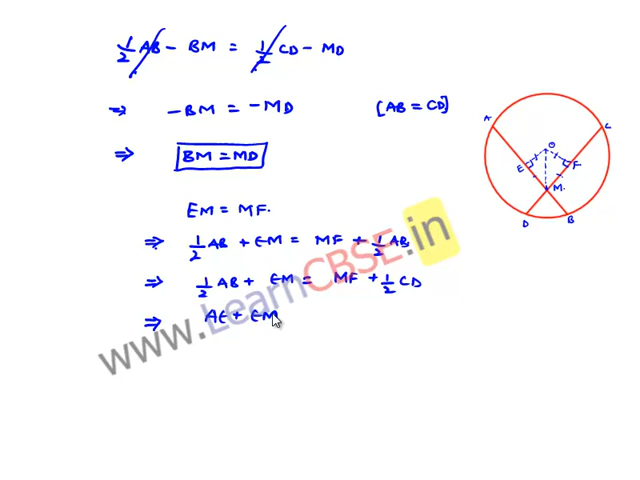 1/2 AB - BM = 1/2 CD - MD
⇒ -BM = -MD [AB = CD]
⇒ BM = MD
EM = MF.
⇒ 1/2 AB + EM = MF + 1/2 AB
⇒ 1/2 AB + EM = MF + 1/2 CD
⇒ AE + EM
www.LearnCBSE.in
A
C
O
E
F
M.
D
B